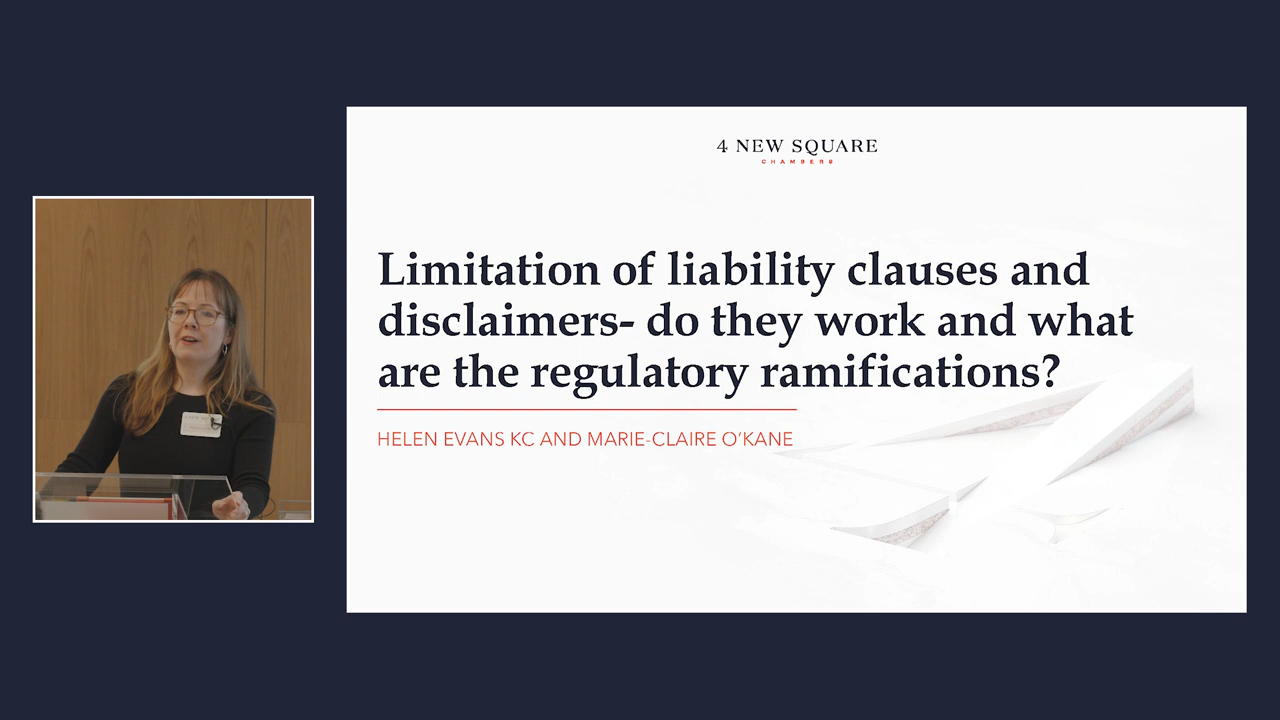 4 NEW SQUARE
CHAMBERS
Limitation of liability clauses and
disclaimers- do they work and what
are the regulatory ramifications?
HELEN EVANS KC AND MARIE-CLAIRE O'KANE